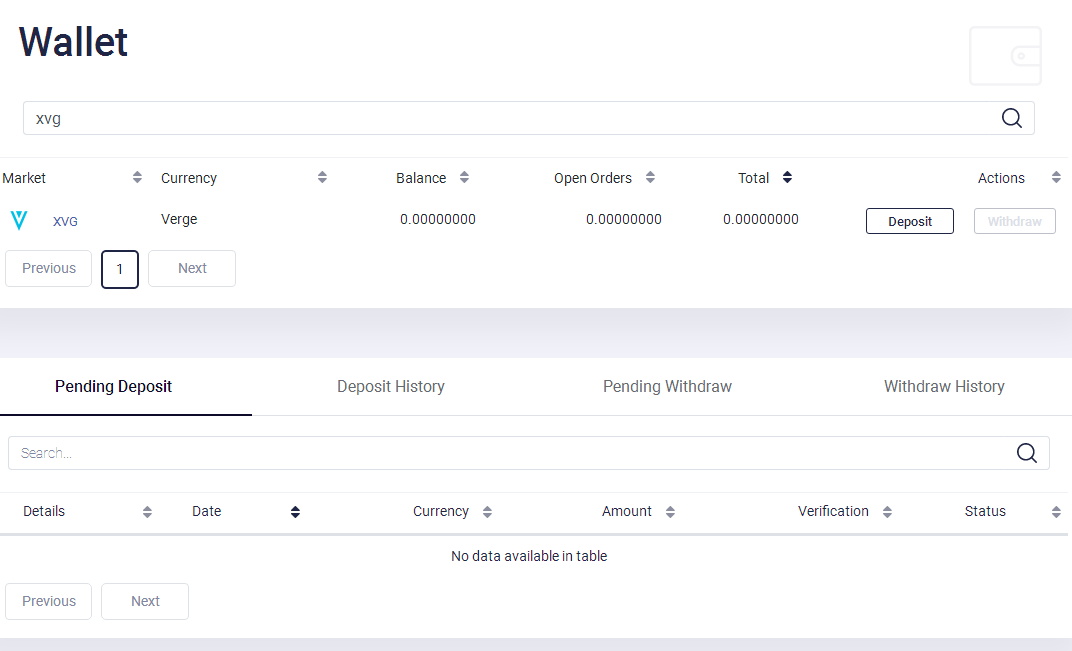 Wallet
xvg
Market Currency Balance Open Orders Total Actions
XVG Verge 0.00000000 0.00000000 0.00000000 Deposit Withdraw
Previous 1 Next
Pending Deposit Deposit History Pending Withdraw Withdraw History
Search...
Details Date Currency Amount Verification Status
No data available in table
Previous Next